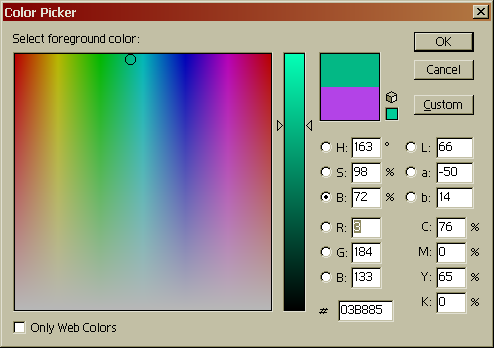 Color Picker
Select foreground color:
OK
Cancel
Custom
H: 163 °
L: 66
S: 98 %
a: -50
B: 72 %
b: 14
R: 3
C: 76 %
G: 184
M: 0 %
B: 133
Y: 65 %
# 03B885
K: 0 %
Only Web Colors